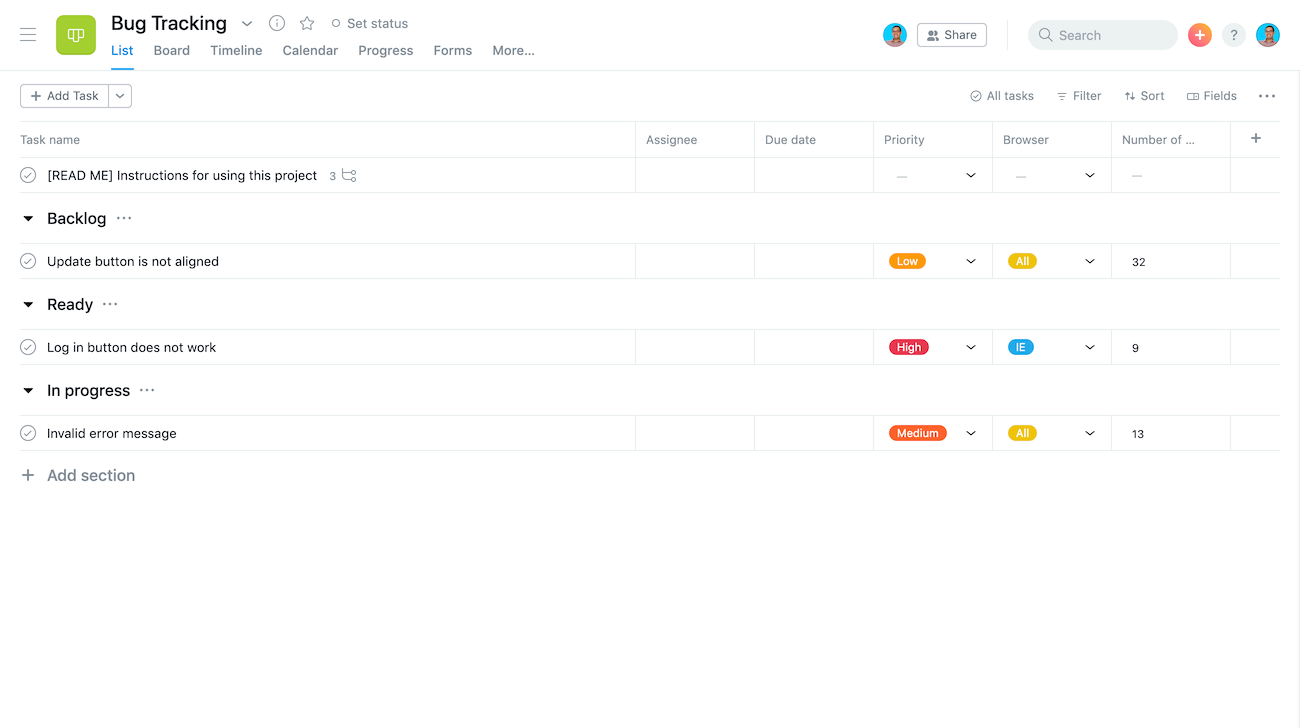 Bug Tracking Set status
List Board Timeline Calendar Progress Forms More...
Share
Search
?
Add Task
All tasks Filter Sort Fields
Task name Assignee Due date Priority Browser Number of ...
[READ ME] Instructions for using this project 3 — — —
Backlog
Update button is not aligned Low All 32
Ready
Log in button does not work High IE 9
In progress
Invalid error message Medium All 13
Add section